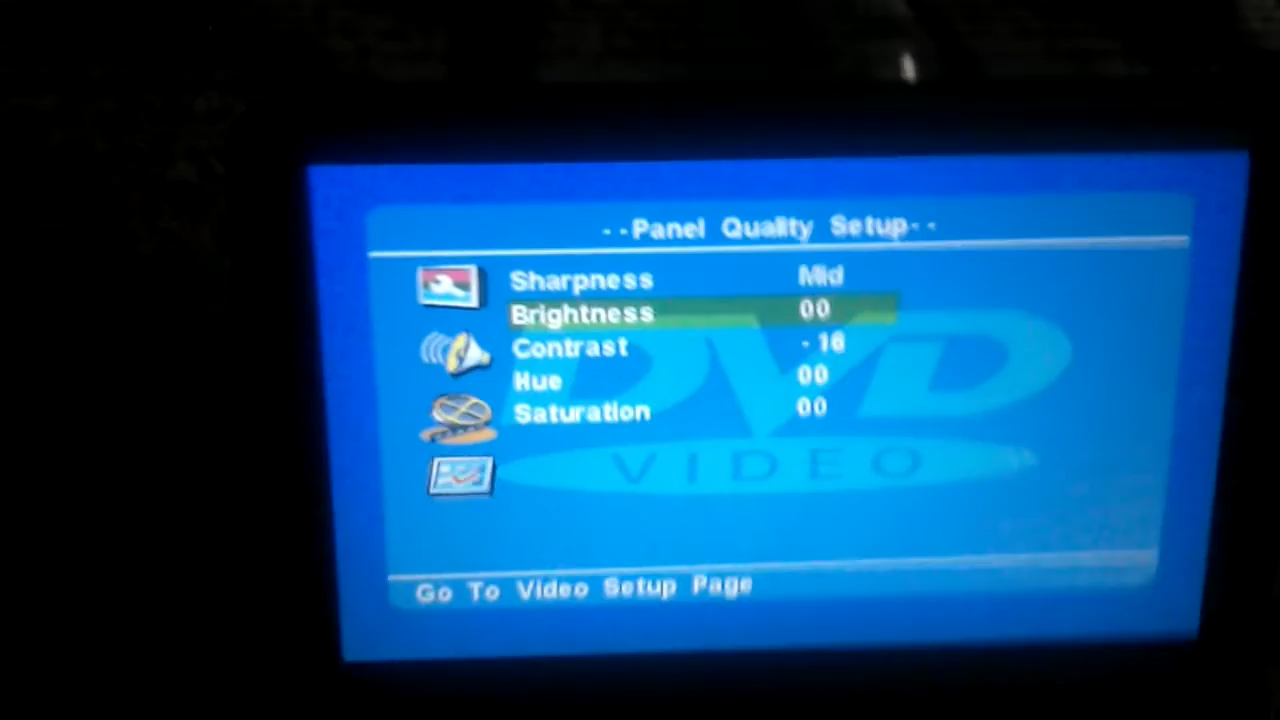 --Panel Quality Setup--
Sharpness Mid
Brightness 00
Contrast -16
Hue 00
Saturation 00
DVD
VIDEO
Go To Video Setup Page